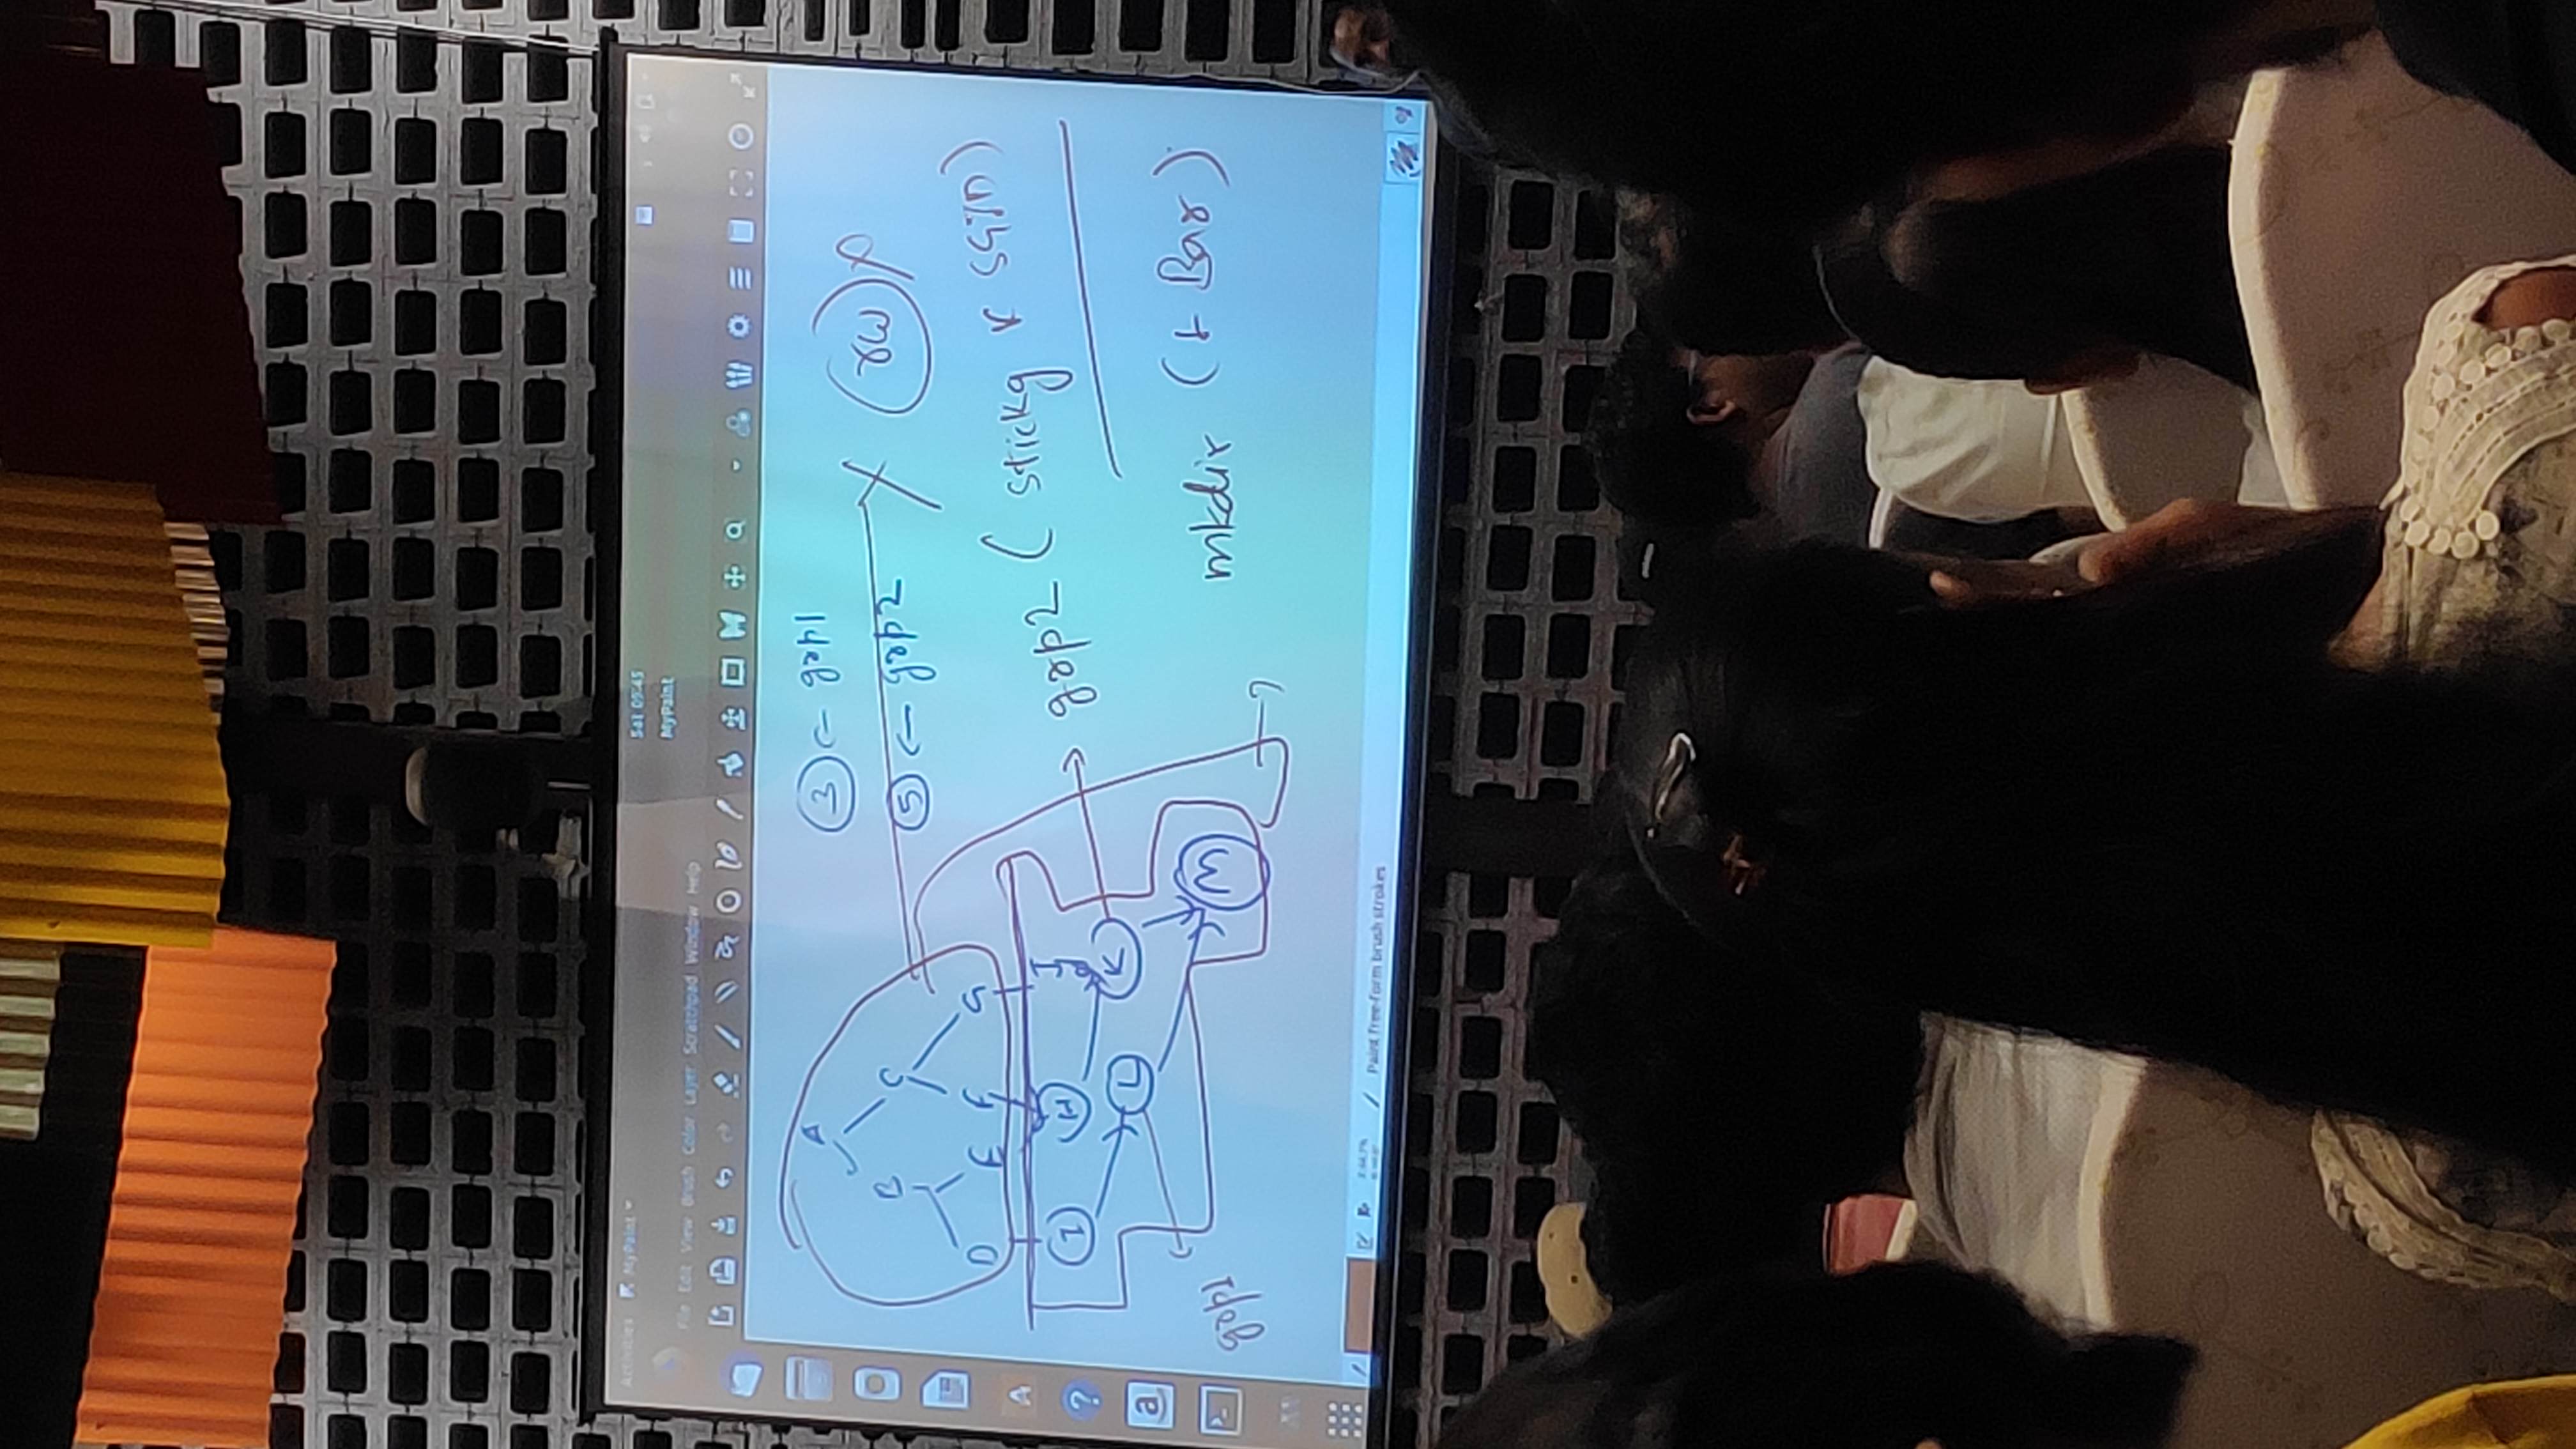 Activities MyPaint Sat 09:45
MyPaint
File Edit View Brush Color Layer Scratchpad Window Help
A
B C
D E F G
I H J
L K
M
grp1
3 ← grp1
5 ← grp2
rw
grp2 (sticky & SGID)
mkdir (+ Bar)
?
a
Paint free-form brush strokes